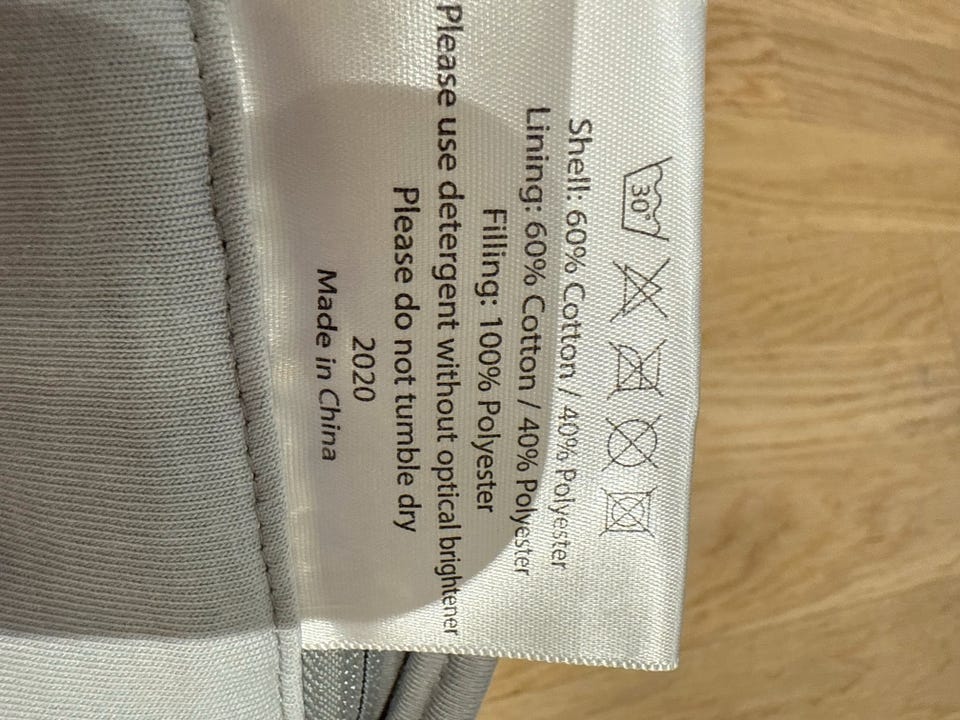 30°
Shell: 60% Cotton / 40% Polyester
Lining: 60% Cotton / 40% Polyester
Filling: 100% Polyester
Please use detergent without optical brightener
Please do not tumble dry
2020
Made in China